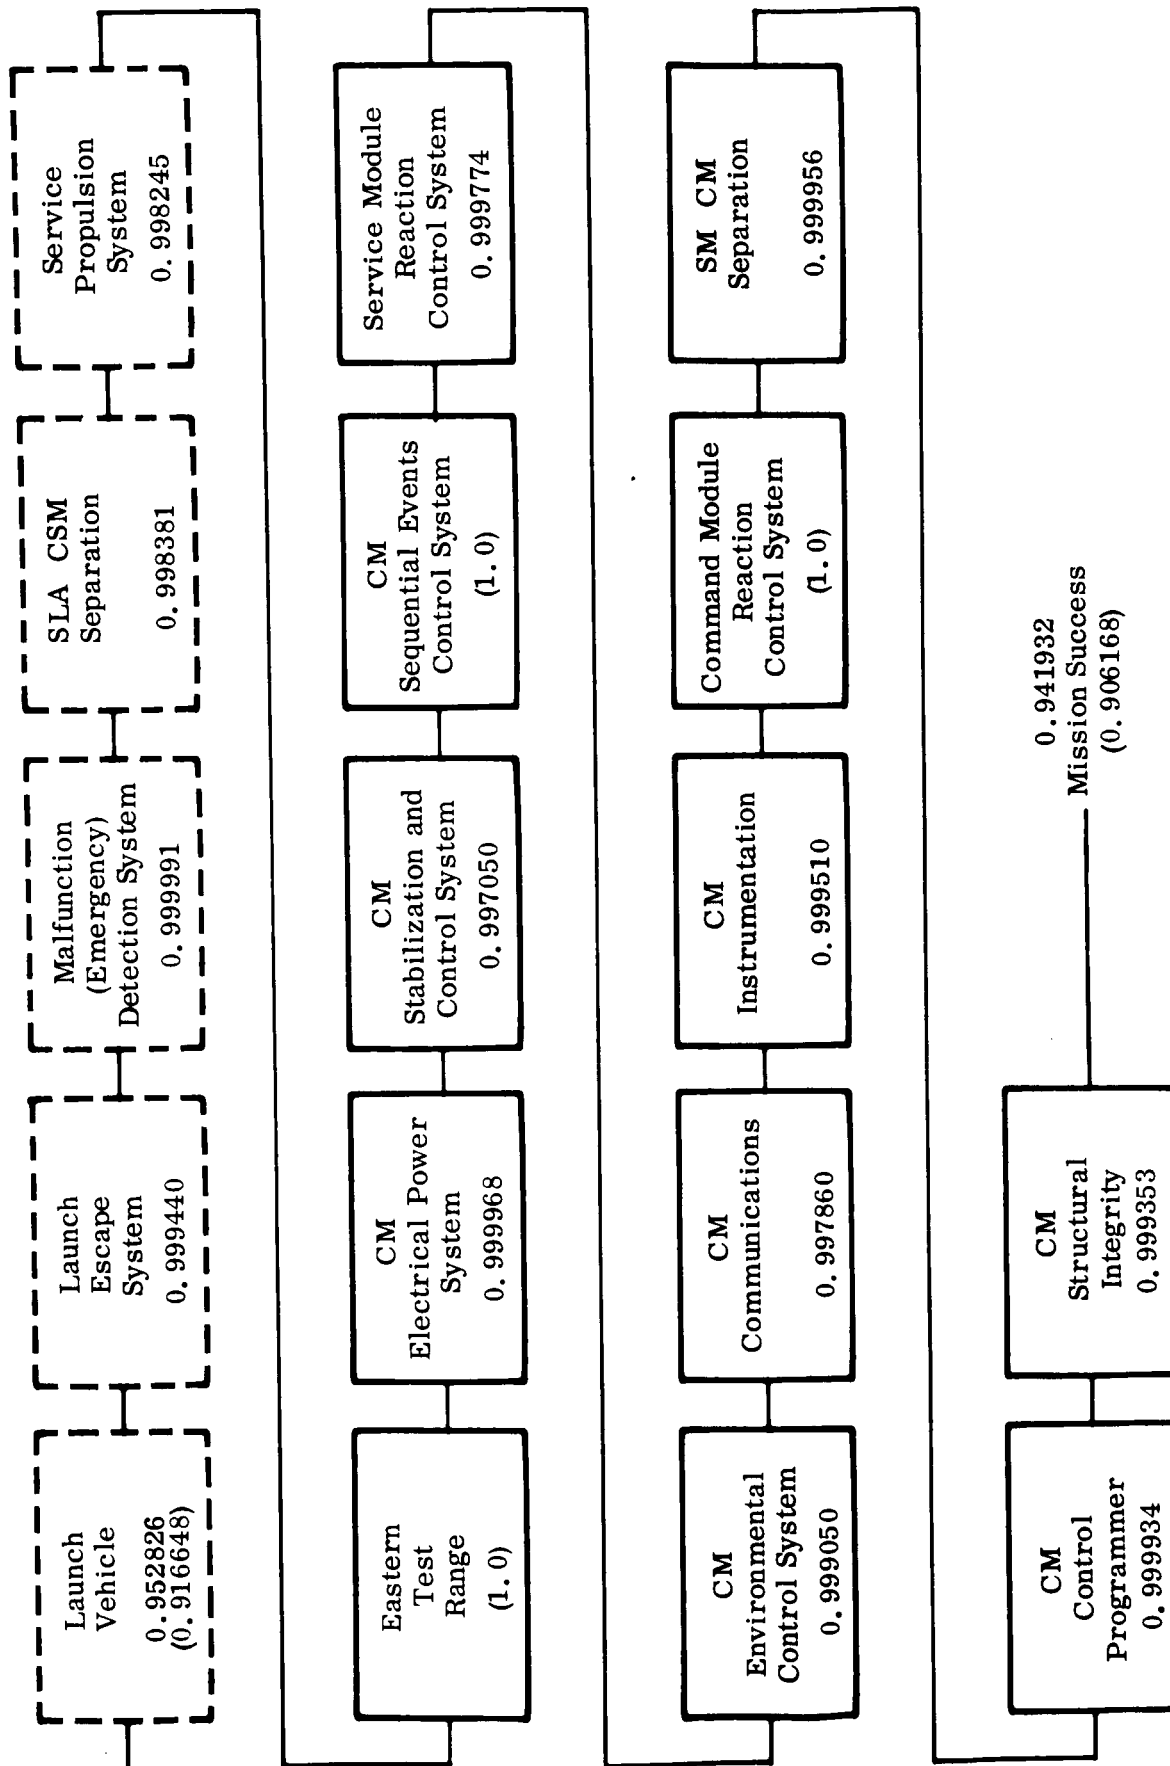 Launch
Vehicle
0.952826
(0.916648)
Launch
Escape
System
0.999440
Malfunction
(Emergency)
Detection System
0.999991
SLA CSM
Separation
0.998381
Service
Propulsion
System
0.998245
Eastern
Test
Range
(1.0)
CM
Electrical Power
System
0.999968
CM
Stabilization and
Control System
0.997050
CM
Sequential Events
Control System
(1.0)
Service Module
Reaction
Control System
0.999774
CM
Environmental
Control System
0.999050
CM
Communications
0.997860
CM
Instrumentation
0.999510
Command Module
Reaction
Control System
(1.0)
SM CM
Separation
0.999956
CM
Control
Programmer
0.999934
CM
Structural
Integrity
0.999353
0.941932
Mission Success
(0.906168)